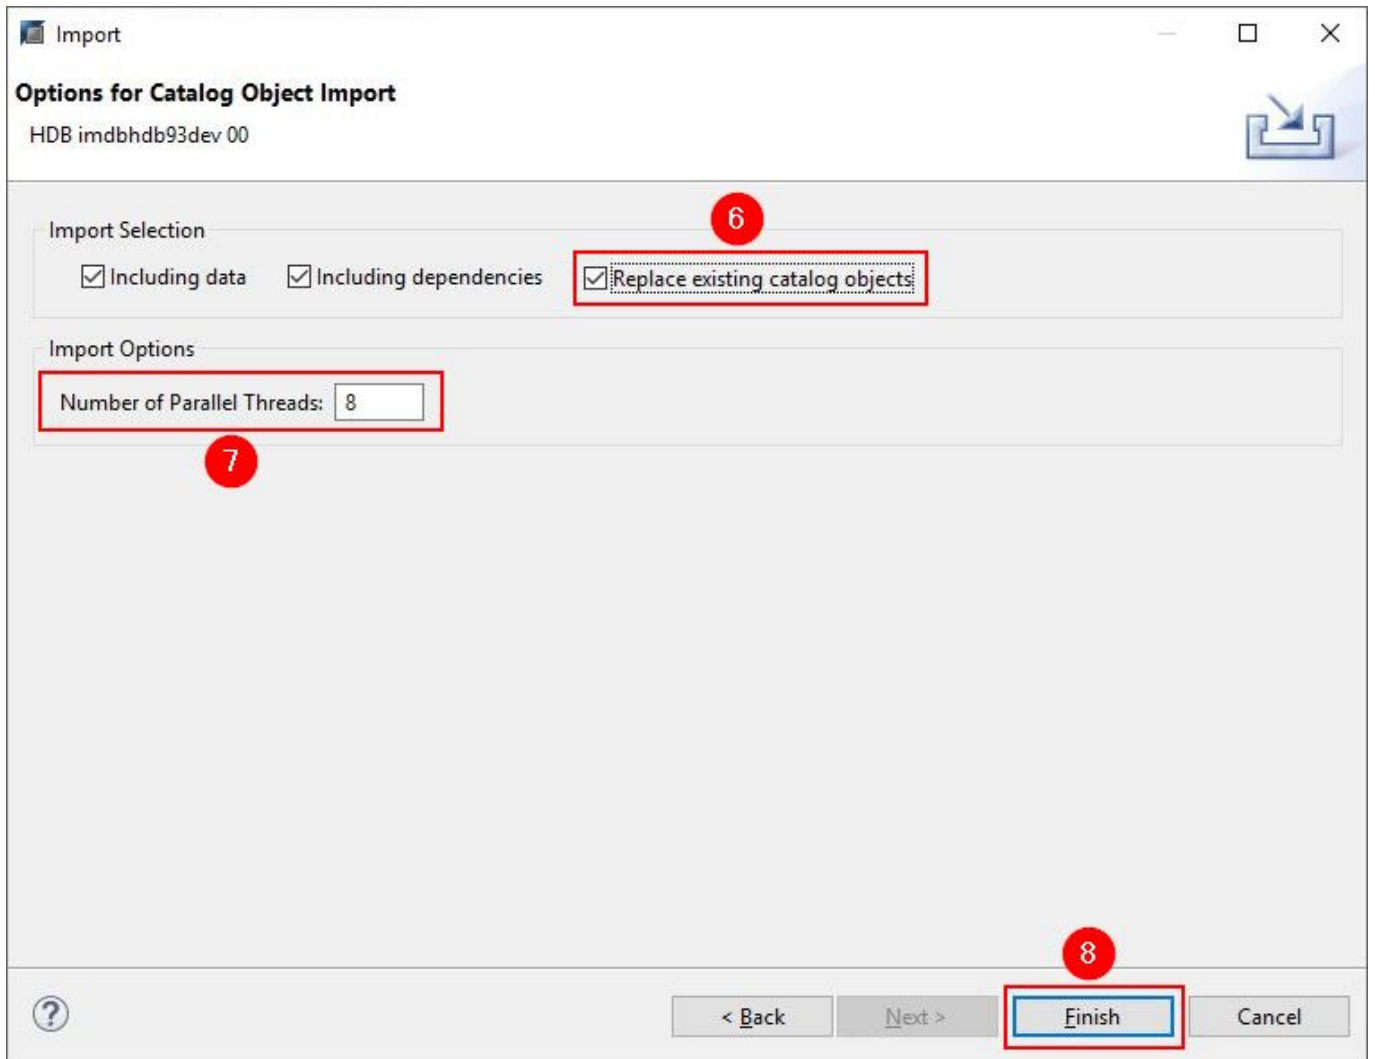 Import
Options for Catalog Object Import
HDB imdbhdb93dev 00
6
Import Selection
Including data Including dependencies Replace existing catalog objects
Import Options
Number of Parallel Threads: 8
7
8
? < Back Next > Finish Cancel